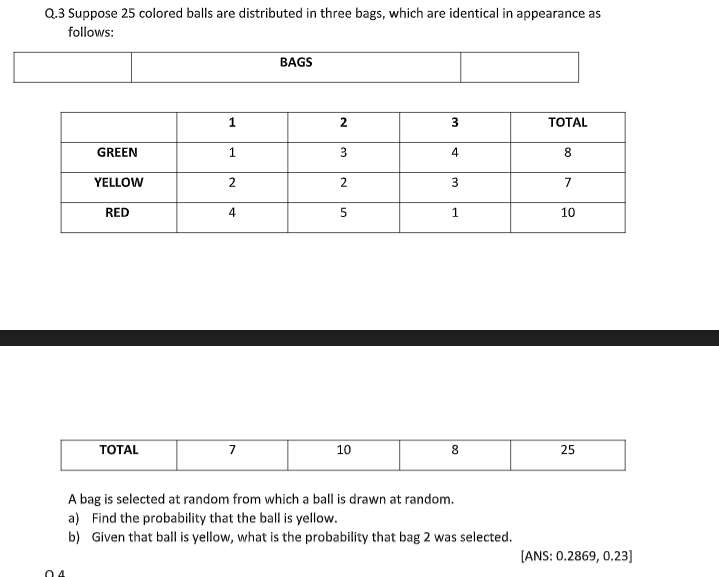 Q.3 Suppose 25 colored balls are distributed in three bags, which are identical in appearance as
follows:
BAGS
1 2 3 TOTAL
GREEN 1 3 4 8
YELLOW 2 2 3 7
RED 4 5 1 10
TOTAL 7 10 8 25
A bag is selected at random from which a ball is drawn at random.
a) Find the probability that the ball is yellow.
b) Given that ball is yellow, what is the probability that bag 2 was selected.
[ANS: 0.2869, 0.23]
Q.4